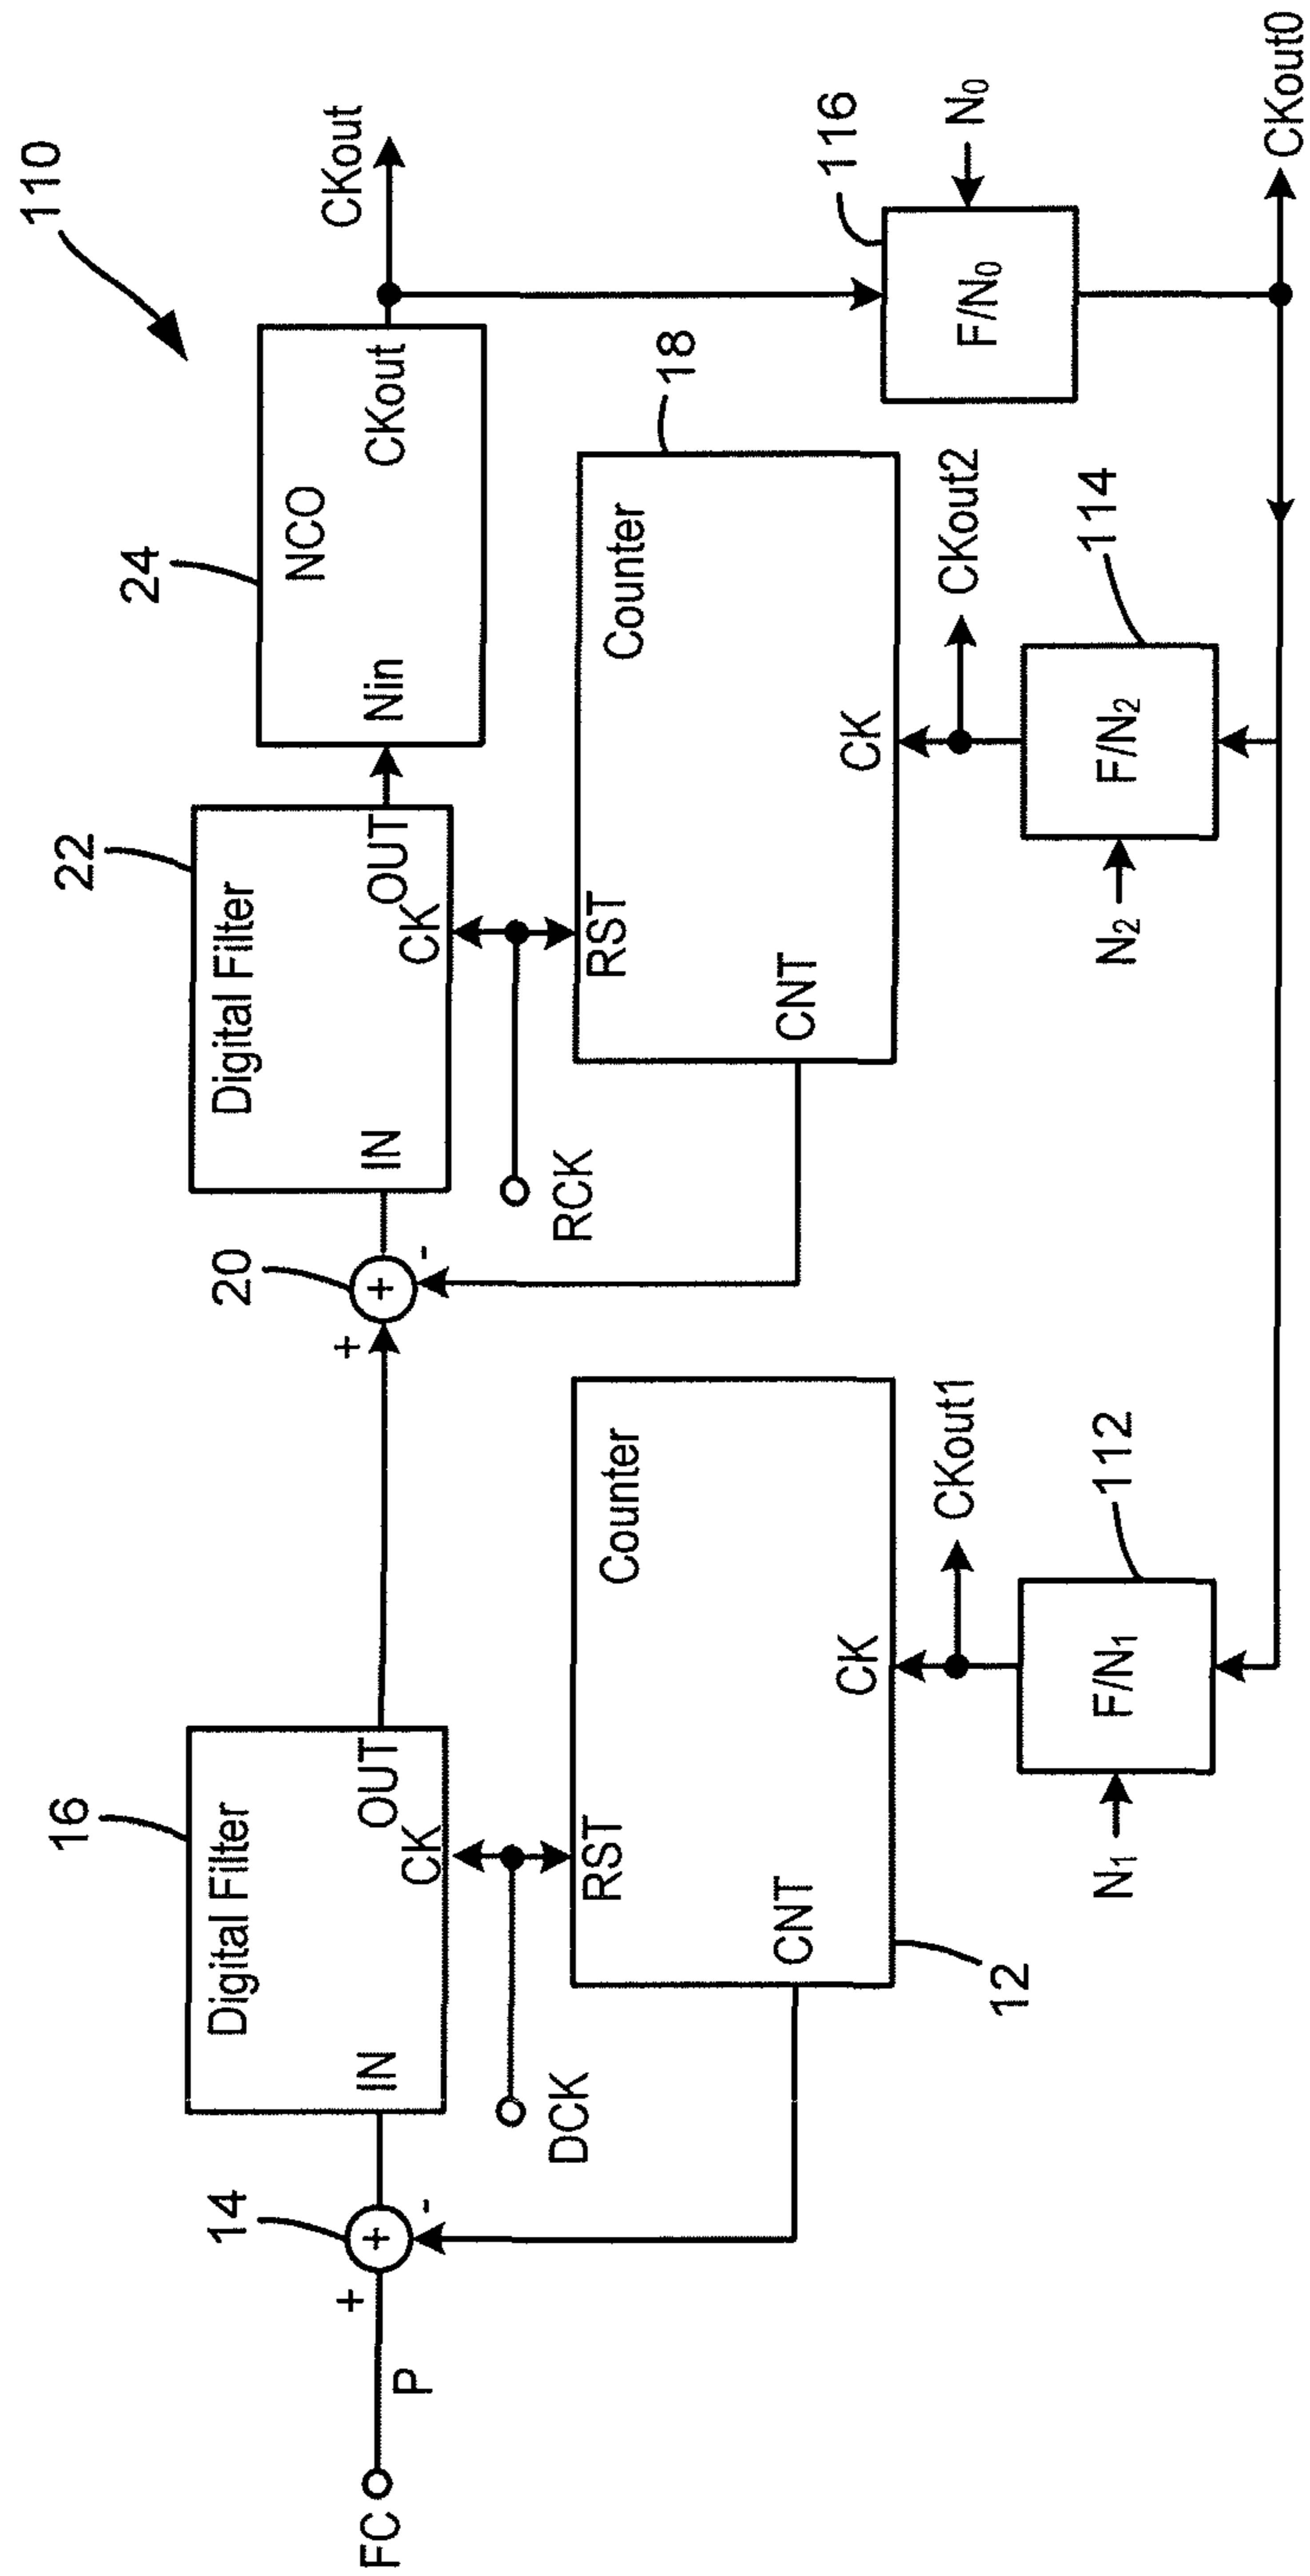 110
24
NCO
Nin
CKout
CKout
22
Digital Filter
IN
OUT
CK
20
+
+
-
RCK
18
Counter
RST
CNT
CK
CKout2
114
F/N₂
N₂
116
F/N₀
N₀
CKout0
16
Digital Filter
IN
OUT
CK
14
+
+
-
FC
P
DCK
Counter
RST
CNT
CK
12
CKout1
112
F/N₁
N₁